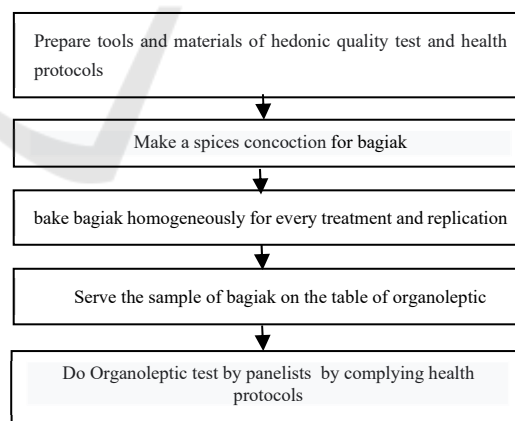 Prepare tools and materials of hedonic quality test and health
protocols
Make a spices concoction for bagiak
bake bagiak homogeneously for every treatment and replication
Serve the sample of bagiak on the table of organoleptic
Do Organoleptic test by panelists by complying health
protocols